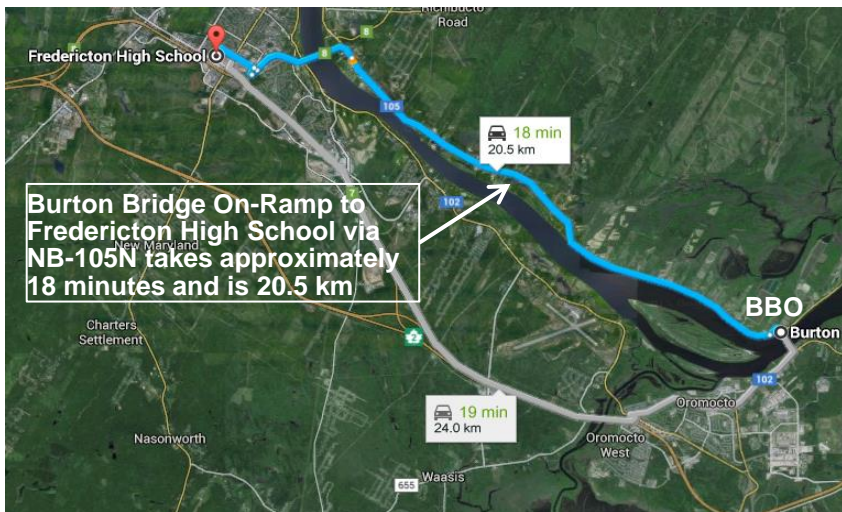 Richibucto
Road
8
8
Fredericton High School
105
18 min
20.5 km
7
102
Burton Bridge On-Ramp to
Fredericton High School via
NB-105N takes approximately
18 minutes and is 20.5 km
New Maryland
BBO
Burton
Charters
Settlement
2
102
19 min
24.0 km
Oromocto
Nasonworth
Oromocto
West
Waasis
655